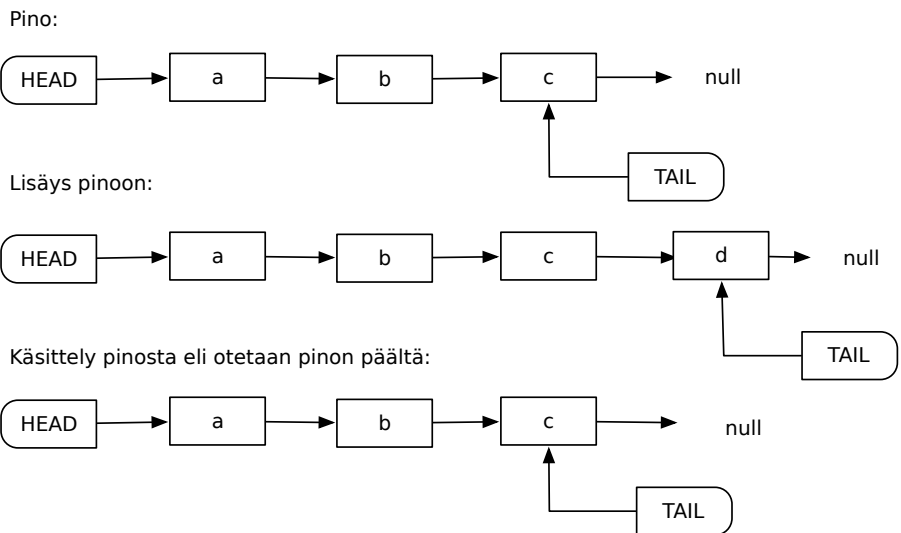 Pino:
HEAD a b c null
TAIL
Lisäys pinoon:
HEAD a b c d null
TAIL
Käsittely pinosta eli otetaan pinon päältä:
HEAD a b c null
TAIL